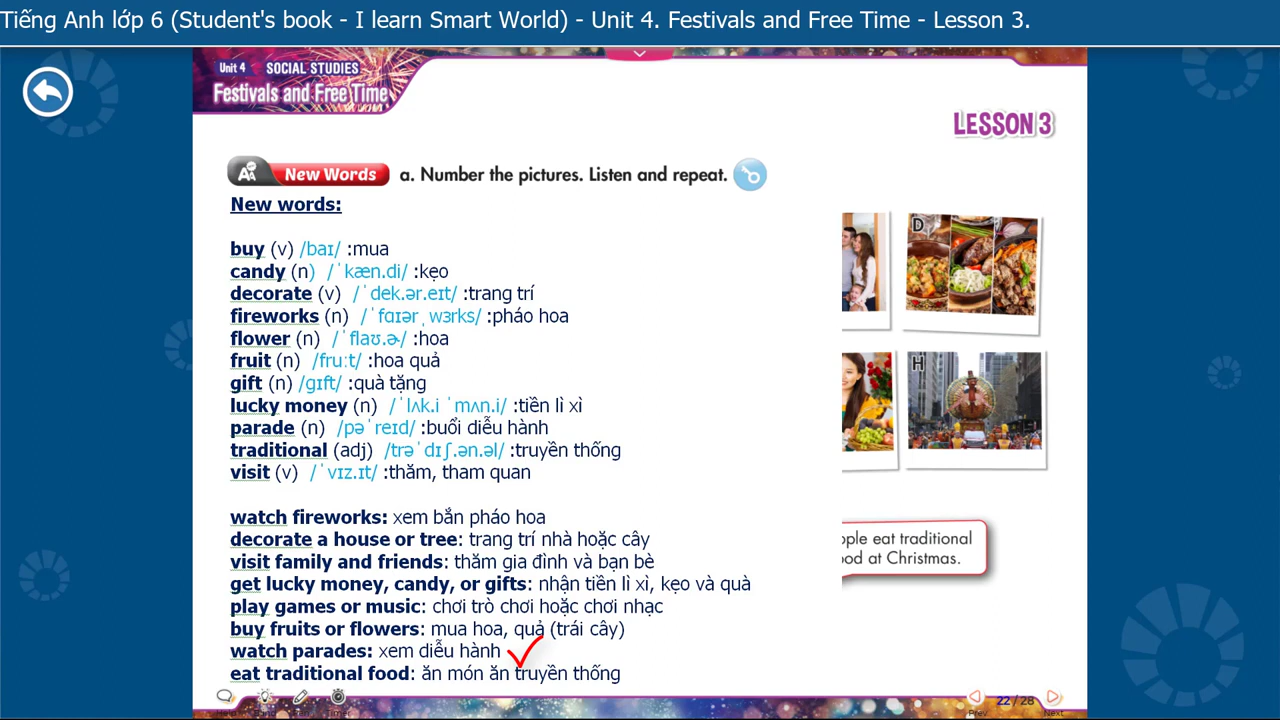 Tiếng Anh lớp 6 (Student's book - I learn Smart World) - Unit 4. Festivals and Free Time - Lesson 3.
Unit 4 SOCIAL STUDIES
Festivals and Free Time
LESSON 3
New Words a. Number the pictures. Listen and repeat.
New words:
buy (v) /baɪ/ :mua
candy (n) /ˈkæn.di/ :kẹo
decorate (v) /ˈdek.ər.eɪt/ :trang trí
fireworks (n) /ˈfɑɪərˌwɜrks/ :pháo hoa
flower (n) /ˈflaʊ.ɚ/ :hoa
fruit (n) /fruːt/ :hoa quả
gift (n) /ɡɪft/ :quà tặng
lucky money (n) /ˈlʌk.i ˈmʌn.i/ :tiền lì xì
parade (n) /pəˈreɪd/ :buổi diễu hành
traditional (adj) /trəˈdɪʃ.ən.əl/ :truyền thống
visit (v) /ˈvɪz.ɪt/ :thăm, tham quan
watch fireworks: xem bắn pháo hoa
decorate a house or tree: trang trí nhà hoặc cây
visit family and friends: thăm gia đình và bạn bè
get lucky money, candy, or gifts: nhận tiền lì xì, kẹo và quà
play games or music: chơi trò chơi hoặc chơi nhạc
buy fruits or flowers: mua hoa, quả (trái cây)
watch parades: xem diễu hành
eat traditional food: ăn món ăn truyền thống
D
H
ople eat traditional
ood at Christmas.
22 / 28
Prev
Next